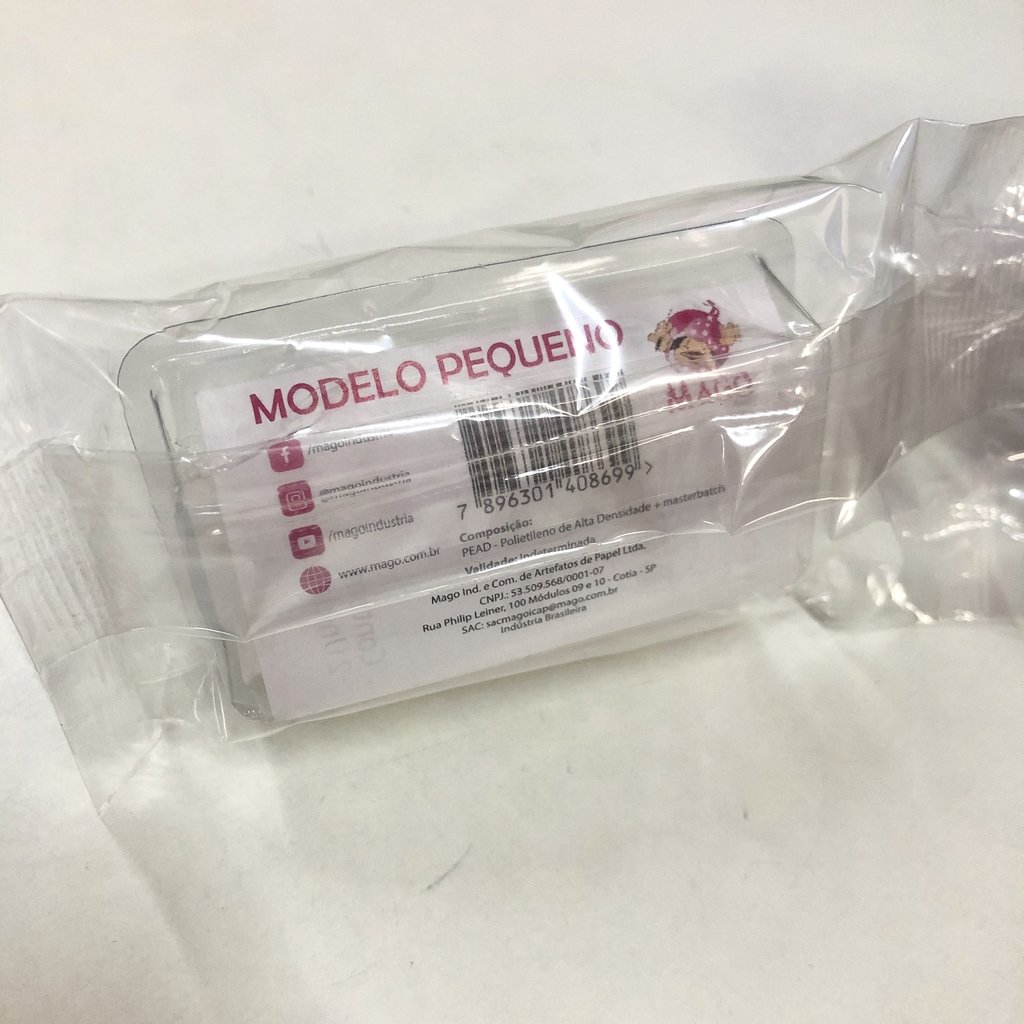 MODELO PEQUENO
MAGO
/magoindustria
@magoindustria
/magoindustria
www.mago.com.br
7 896301 408699 >
Composição:
PEAD - Polietileno de Alta Densidade + masterbatch
Validade: Indeterminada
Mago Ind. e Com. de Artefatos de Papel Ltda.
CNPJ.: 53.509.568/0001-07
Rua Philip Leiner, 100 Módulos 09 e 10 - Cotia - SP
SAC: sacmagoicap@mago.com.br
Indústria Brasileira